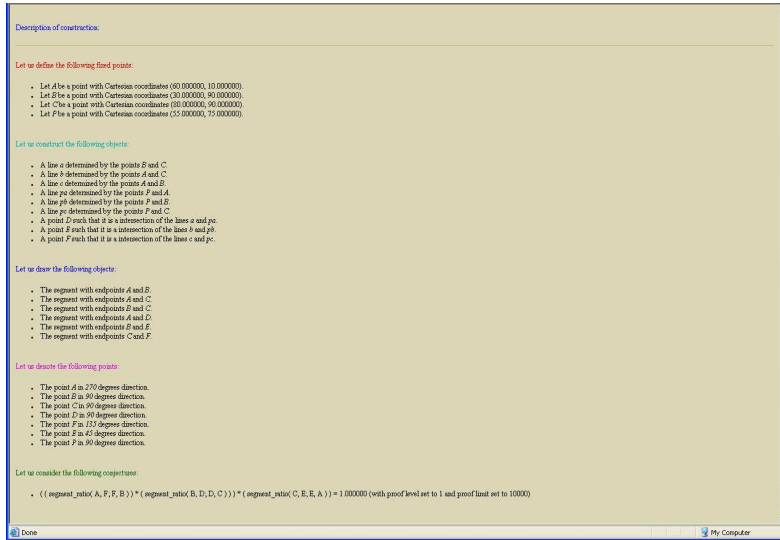 Description of construction:
Let us define the following fixed points:
Let A be a point with Cartesian coordinates (60.000000, 10.000000).
Let B be a point with Cartesian coordinates (30.000000, 90.000000).
Let C be a point with Cartesian coordinates (80.000000, 90.000000).
Let P be a point with Cartesian coordinates (55.000000, 75.000000).
Let us construct the following objects:
A line a determined by the points B and C.
A line b determined by the points A and C.
A line c determined by the points A and B.
A line pa determined by the points P and A.
A line pb determined by the points P and B.
A line pc determined by the points P and C.
A point D such that it is a intersection of the lines a and pa.
A point E such that it is a intersection of the lines b and pb.
A point F such that it is a intersection of the lines c and pc.
Let us draw the following objects:
The segment with endpoints A and B.
The segment with endpoints A and C.
The segment with endpoints B and C.
The segment with endpoints A and D.
The segment with endpoints B and E.
The segment with endpoints C and F.
Let us denote the following points:
The point A in 270 degrees direction.
The point B in 90 degrees direction.
The point C in 90 degrees direction.
The point D in 90 degrees direction.
The point F in 135 degrees direction.
The point E in 45 degrees direction.
The point P in 90 degrees direction.
Let us consider the following conjectures:
( ( segment_ratio( A, F; F, B ) ) * ( segment_ratio( B, D; D, C ) ) ) * ( segment_ratio( C, E; E, A ) ) = 1.000000 (with proof level set to 1 and proof limit set to 10000)
Done
My Computer